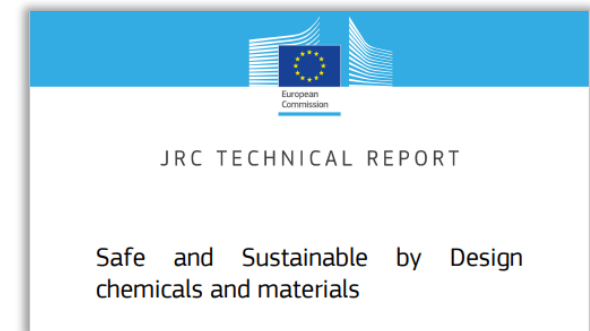 European
Commission
JRC TECHNICAL REPORT
Safe and Sustainable by Design
chemicals and materials